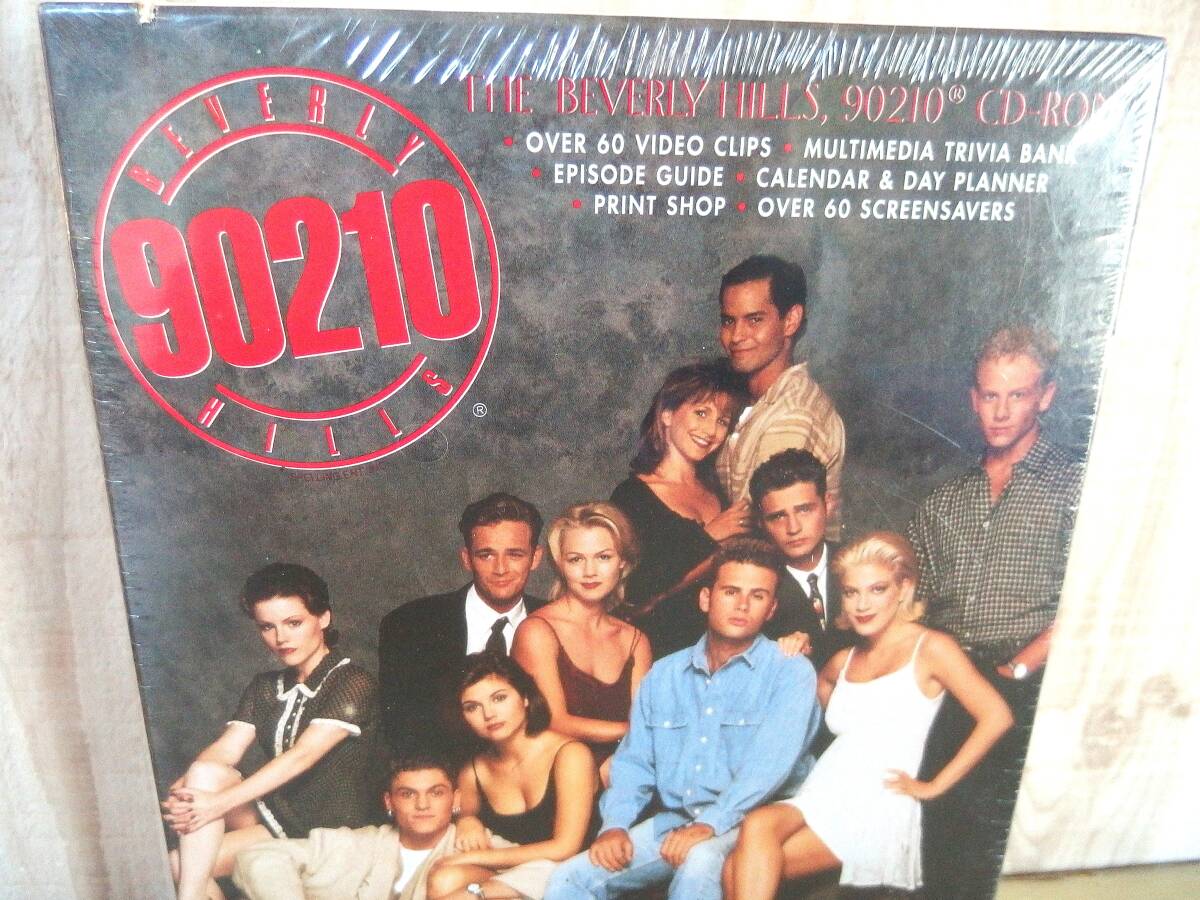 BEVERLY
90210
HILLS
®
THE BEVERLY HILLS, 90210® CD-ROM
• OVER 60 VIDEO CLIPS • MULTIMEDIA TRIVIA BANK
• EPISODE GUIDE • CALENDAR & DAY PLANNER
• PRINT SHOP • OVER 60 SCREENSAVERS